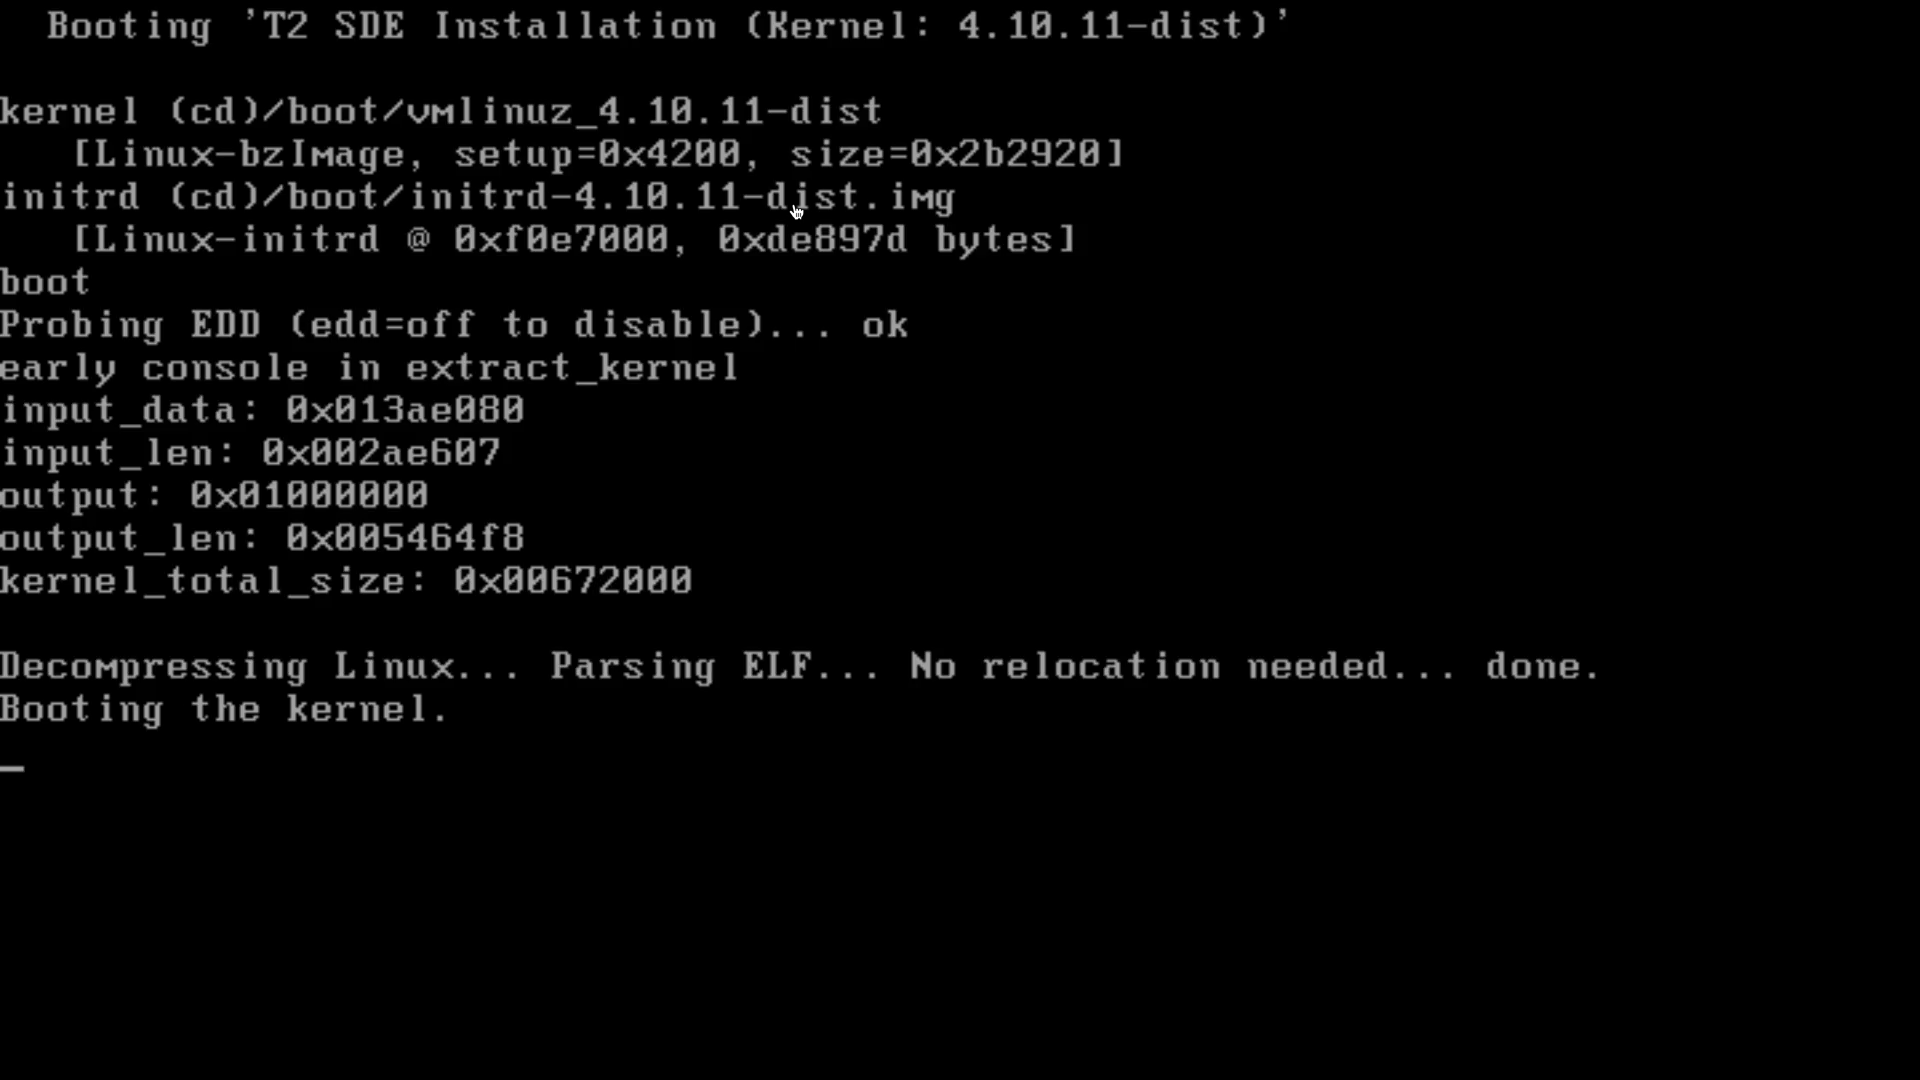 Booting 'T2 SDE Installation (Kernel: 4.10.11-dist)'
kernel (cd)/boot/vmlinuz_4.10.11-dist
[Linux-bzImage, setup=0x4200, size=0x2b2920]
initrd (cd)/boot/initrd-4.10.11-dist.img
[Linux-initrd @ 0xf0e7000, 0xde897d bytes]
boot
Probing EDD (edd=off to disable)... ok
early console in extract_kernel
input_data: 0x013ae080
input_len: 0x002ae607
output: 0x01000000
output_len: 0x005464f8
kernel_total_size: 0x00672000
Decompressing Linux... Parsing ELF... No relocation needed... done.
Booting the kernel.